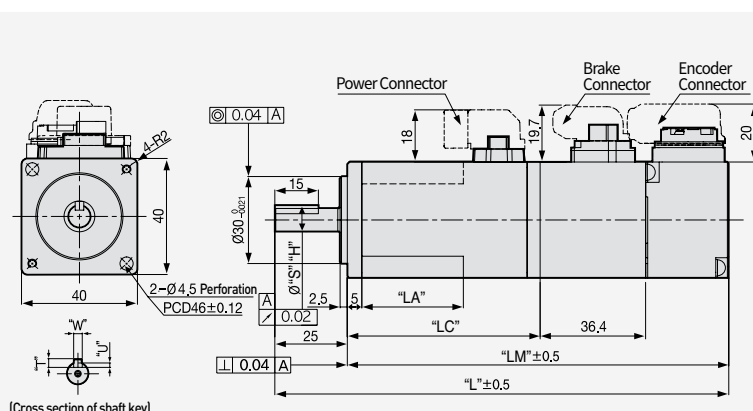 Power Connector
Brake
Connector
Encoder
Connector
◎ 0.04 A
18
19.7
20
4-R2
15
Ø30-0 0.021
40
Ø "S" "H"
2-Ø4.5 Perforation
PCD46±0.12
40
2.5
5
"LA"
A
↗ 0.02
"LC"
36.4
25
⊥ 0.04 A
"LM"±0.5
"L"±0.5
"W"
"T"
"U"
(Cross section of shaft key)